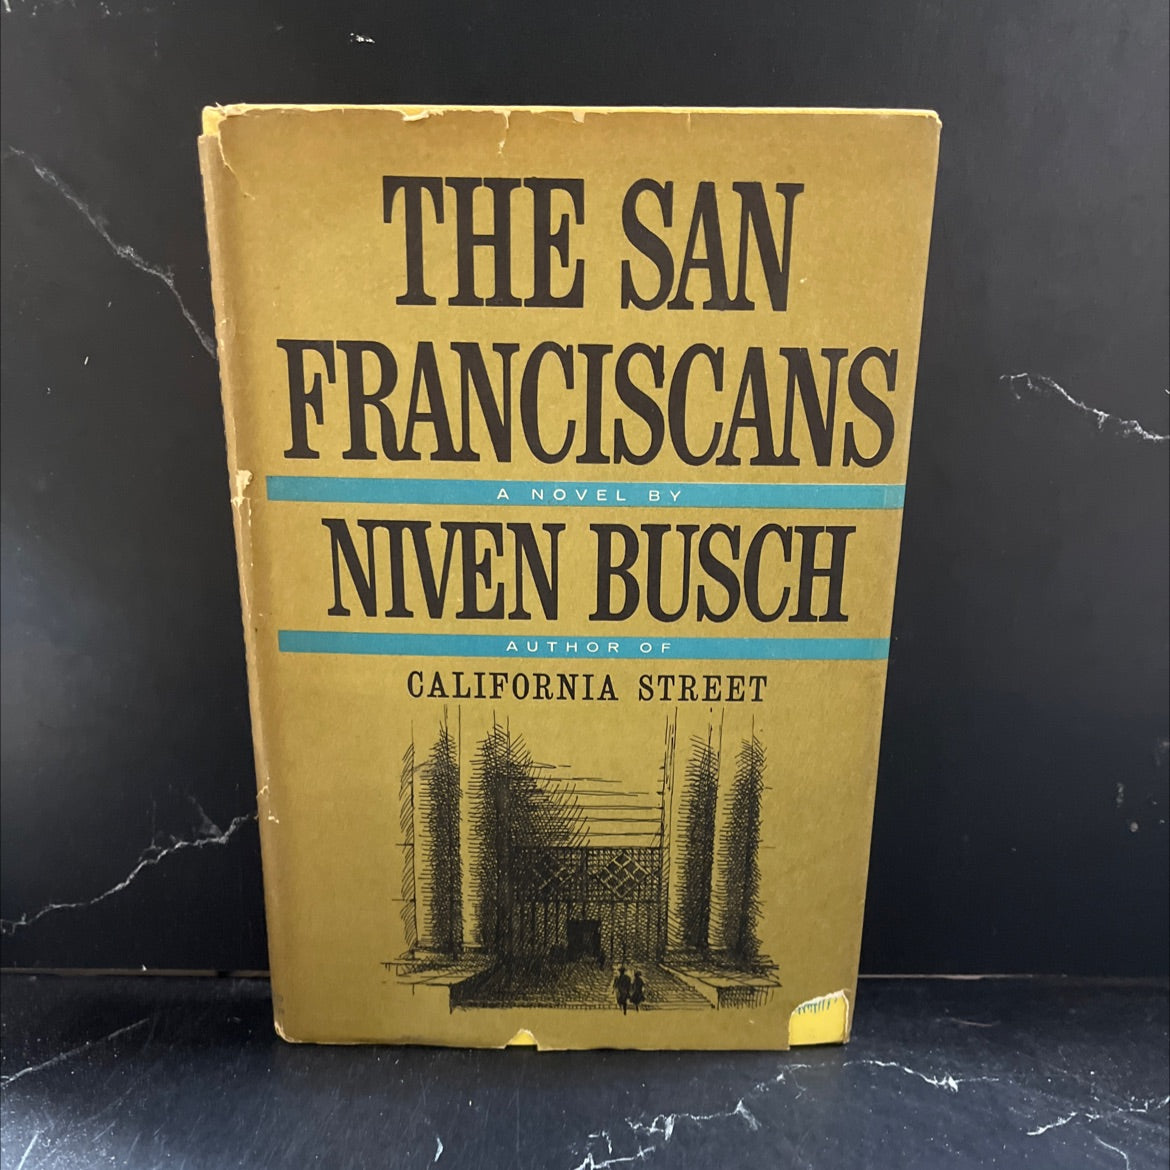 THE SAN
FRANCISCANS
A NOVEL BY
NIVEN BUSCH
AUTHOR OF
CALIFORNIA STREET